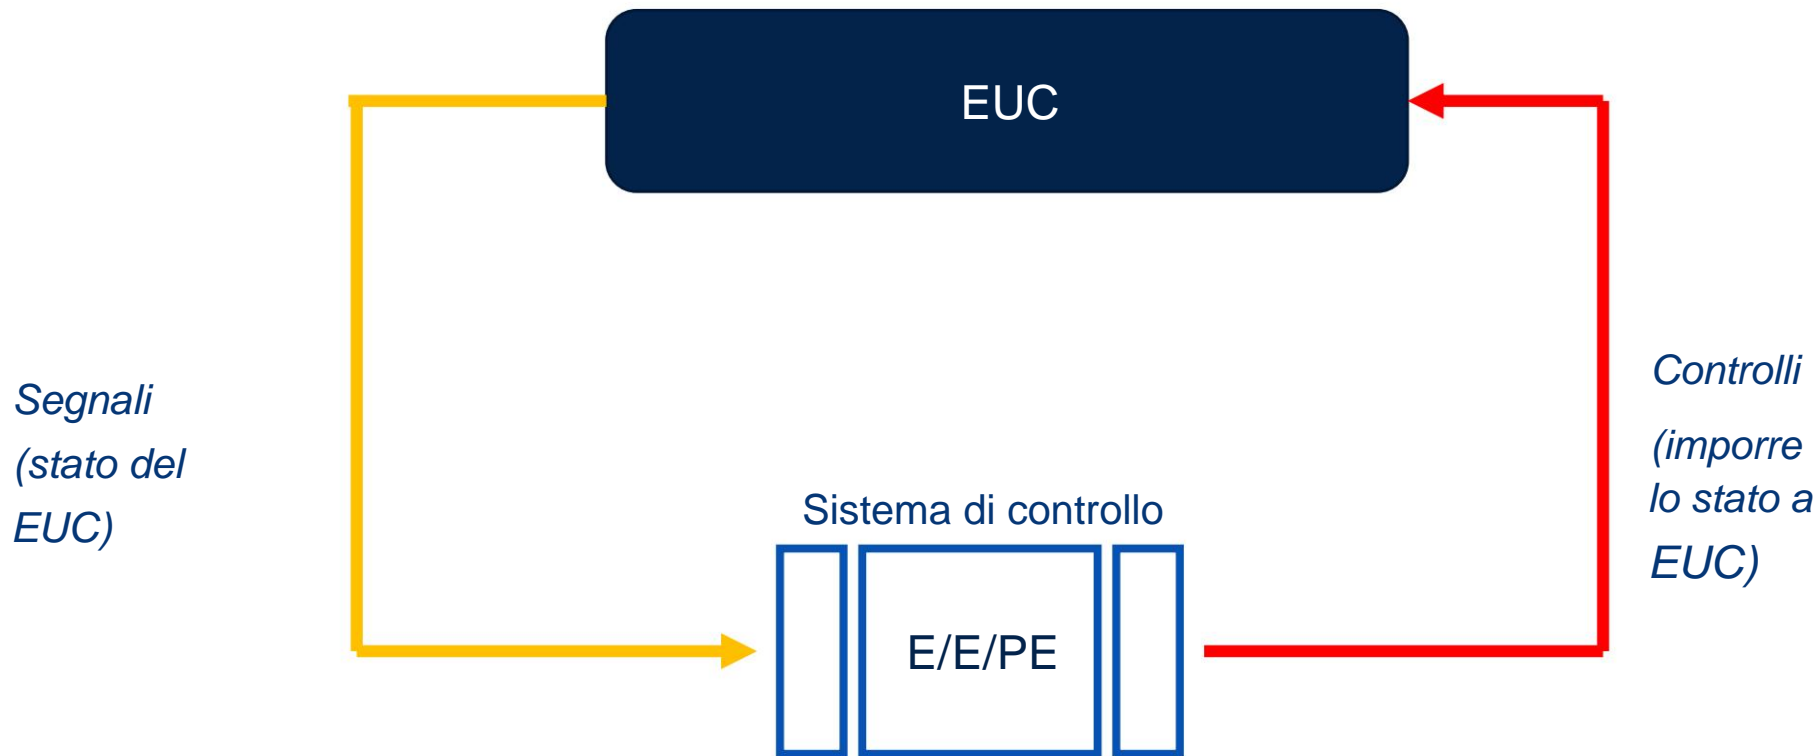 EUC
Segnali
(stato del
EUC)
Controlli
(imporre
lo stato a
EUC)
Sistema di controllo
E/E/PE